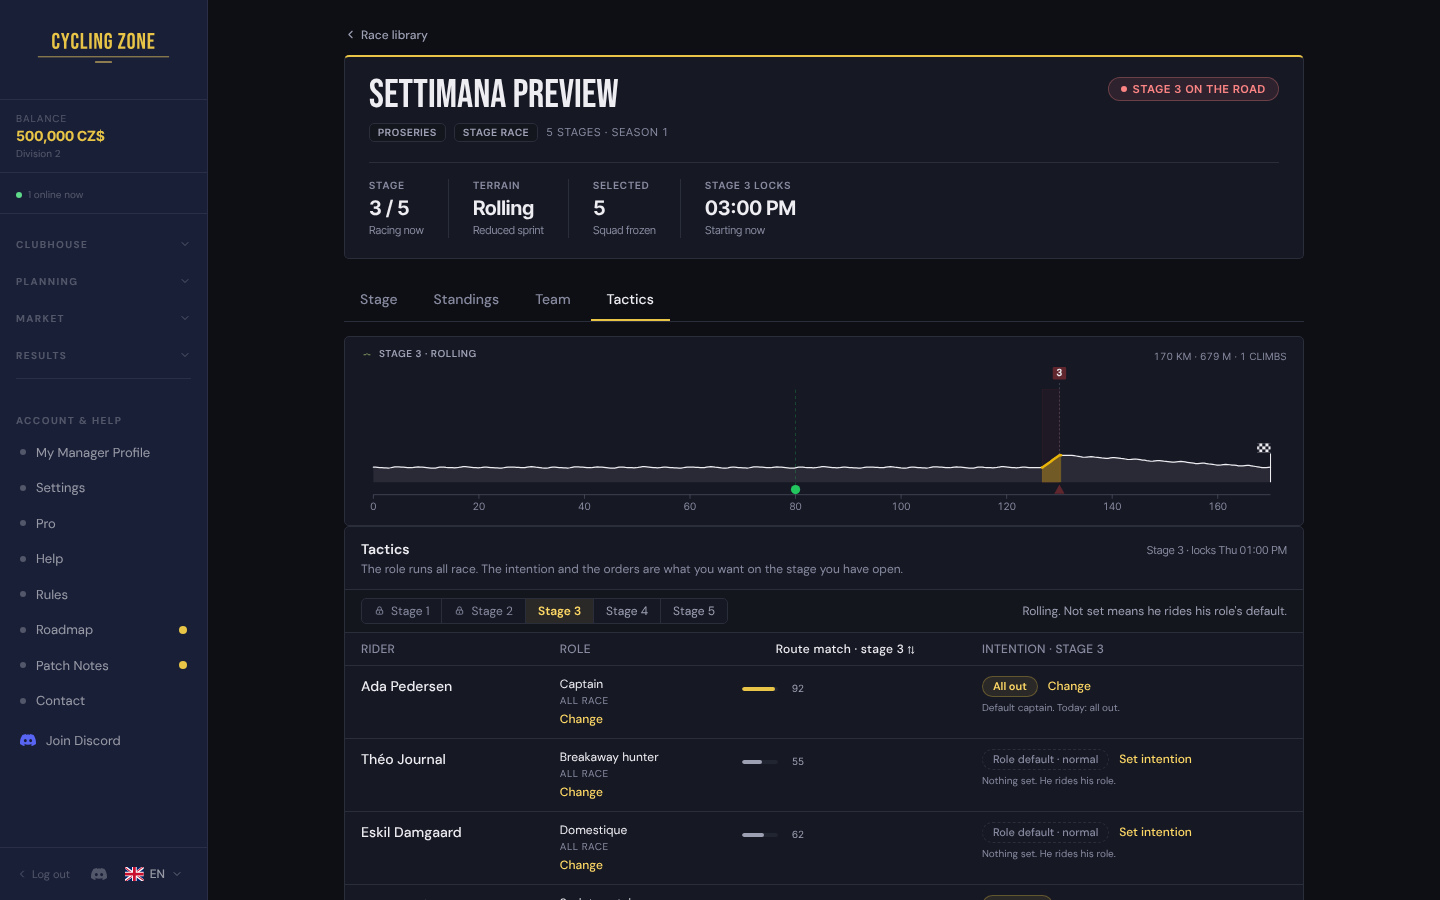 CYCLING ZONE
BALANCE
500,000 CZ$
Division 2
1 online now
CLUBHOUSE
PLANNING
MARKET
RESULTS
ACCOUNT & HELP
My Manager Profile
Settings
Pro
Help
Rules
Roadmap
Patch Notes
Contact
Join Discord
Log out
EN
Race library
SETTIMANA PREVIEW
STAGE 3 ON THE ROAD
PROSERIES STAGE RACE 5 STAGES · SEASON 1
STAGE
3 / 5
Racing now
TERRAIN
Rolling
Reduced sprint
SELECTED
5
Squad frozen
STAGE 3 LOCKS
03:00 PM
Starting now
Stage Standings Team Tactics
STAGE 3 · ROLLING
170 KM · 679 M · 1 CLIMBS
3
0 20 40 60 80 100 120 140 160
Tactics
Stage 3 · locks Thu 01:00 PM
The role runs all race. The intention and the orders are what you want on the stage you have open.
Stage 1 Stage 2 Stage 3 Stage 4 Stage 5
Rolling. Not set means he rides his role's default.
RIDER ROLE Route match · stage 3 INTENTION · STAGE 3
Ada Pedersen
Captain
ALL RACE
Change
92
All out Change
Default captain. Today: all out.
Théo Journal
Breakaway hunter
ALL RACE
Change
55
Role default · normal Set intention
Nothing set. He rides his role.
Eskil Damgaard
Domestique
ALL RACE
Change
62
Role default · normal Set intention
Nothing set. He rides his role.